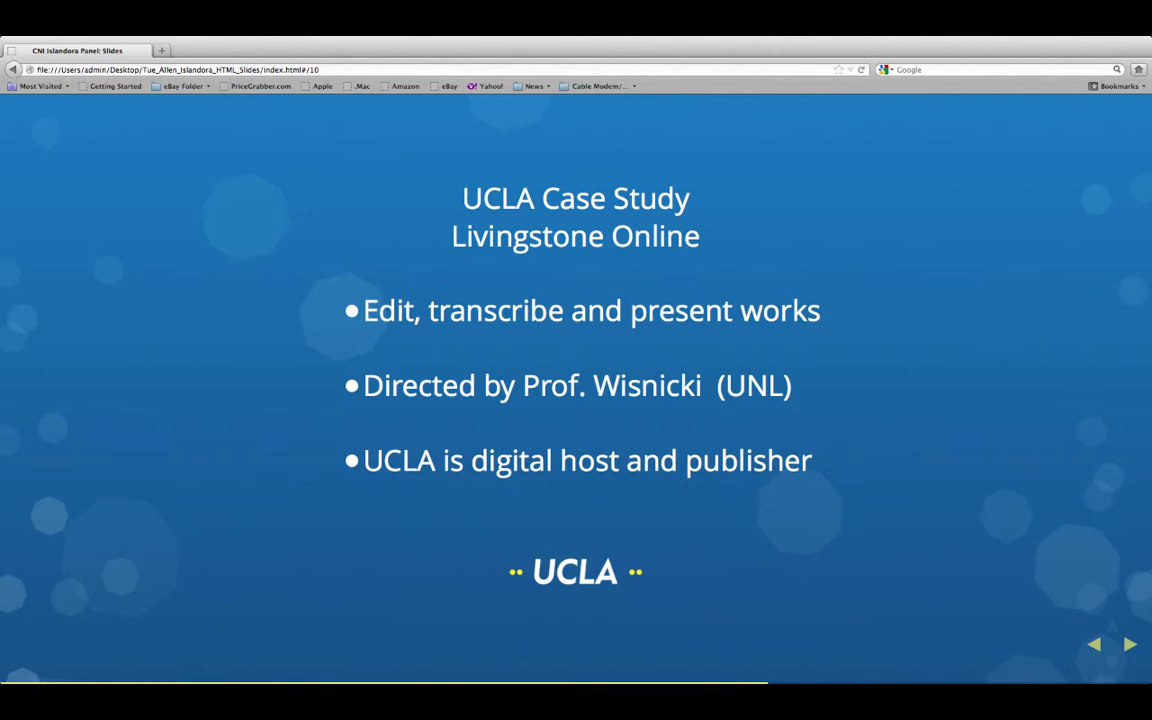 CNI Islandora Panel: Slides
file:///Users/admin/Desktop/Tue_Allen_Islandora_HTML_Slides/index.html#/10
Google
Most Visited
Getting Started
eBay Folder
PriceGrabber.com
Apple
.Mac
Amazon
eBay
Yahoo!
News
Cable Modem/...
Bookmarks
UCLA Case Study
Livingstone Online
•Edit, transcribe and present works
•Directed by Prof. Wisnicki (UNL)
•UCLA is digital host and publisher
•• UCLA ••